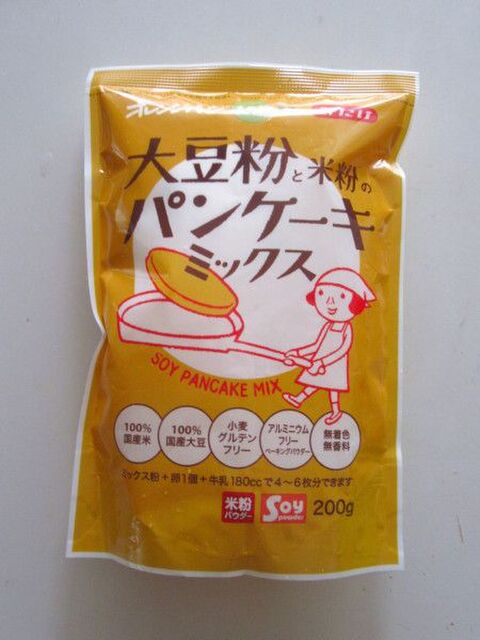 大豆粉と米粉の
パンケーキ
ミックス
SOY PANCAKE MIX
100%
国産米
100%
国産大豆
小麦
グルテン
フリー
アルミニウム
フリー
ベーキングパウダー
無着色
無香料
ミックス粉+卵1個+牛乳180ccで4〜6枚分できます
米粉
パウダー
Soy
powder
200g